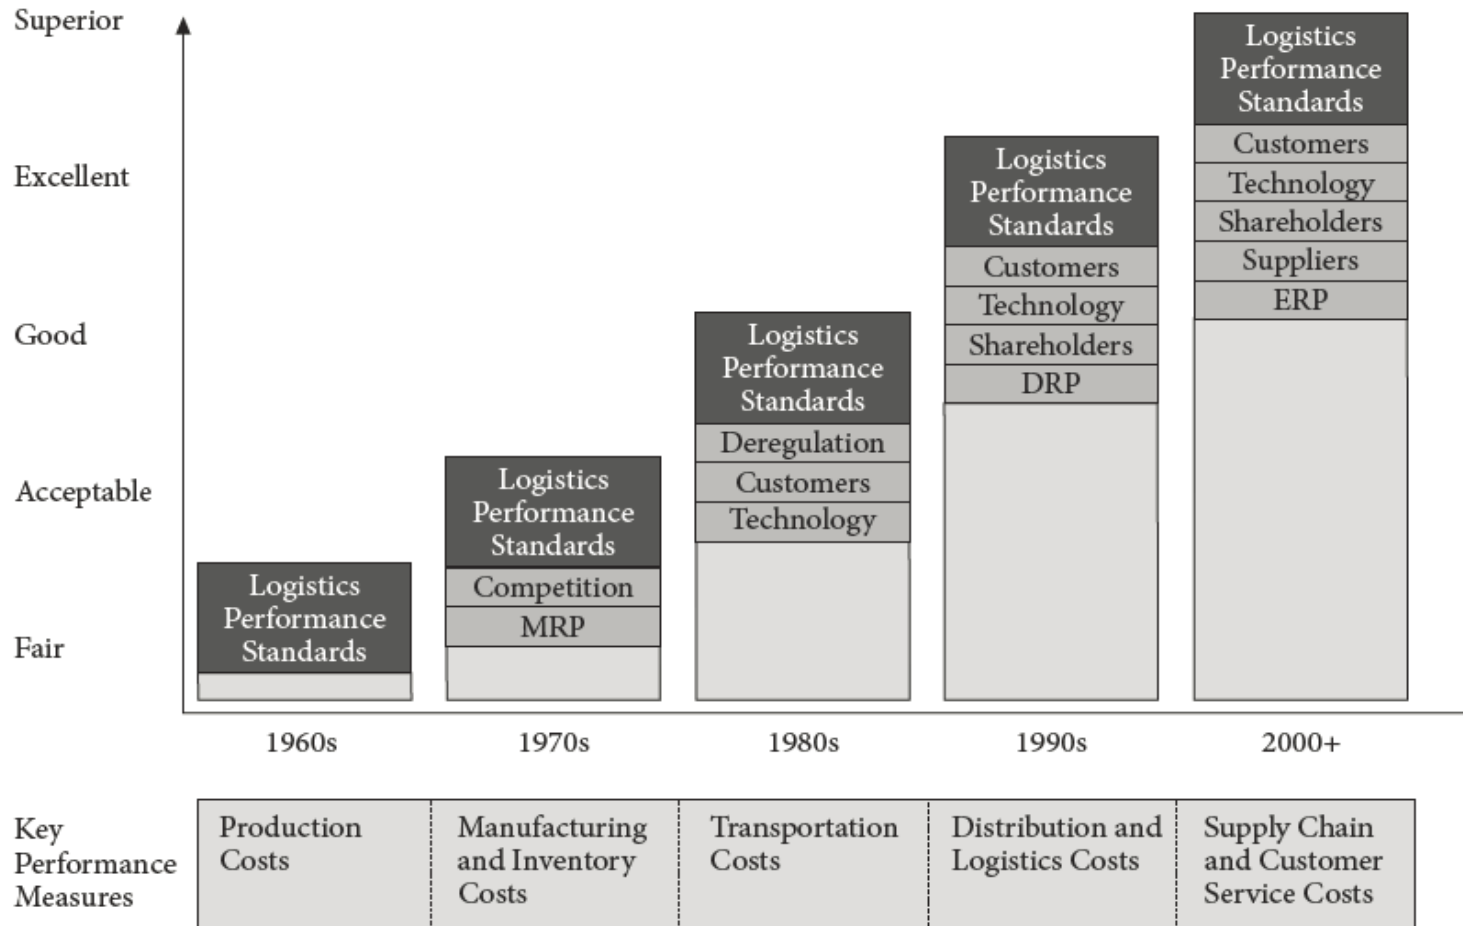 Superior
Excellent
Good
Acceptable
Fair
Logistics
Performance
Standards
Logistics
Performance
Standards
Competition
MRP
Logistics
Performance
Standards
Deregulation
Customers
Technology
Logistics
Performance
Standards
Customers
Technology
Shareholders
DRP
Logistics
Performance
Standards
Customers
Technology
Shareholders
Suppliers
ERP
1960s
1970s
1980s
1990s
2000+
Key
Performance
Measures
Production
Costs
Manufacturing
and Inventory
Costs
Transportation
Costs
Distribution and
Logistics Costs
Supply Chain
and Customer
Service Costs